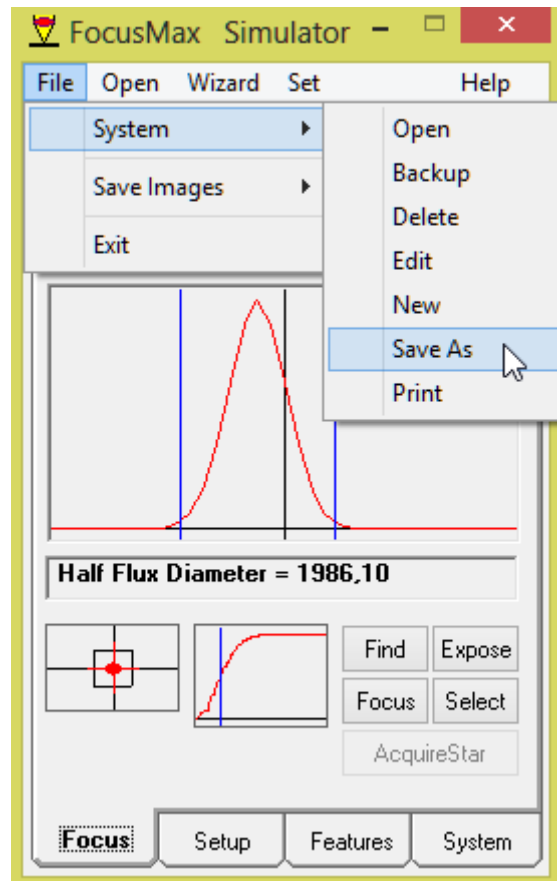 FocusMax Simulator
File Open Wizard Set Help
System
Save Images
Exit
Open
Backup
Delete
Edit
New
Save As
Print
Half Flux Diameter = 1986,10
Find Expose
Focus Select
AcquireStar
Focus Setup Features System